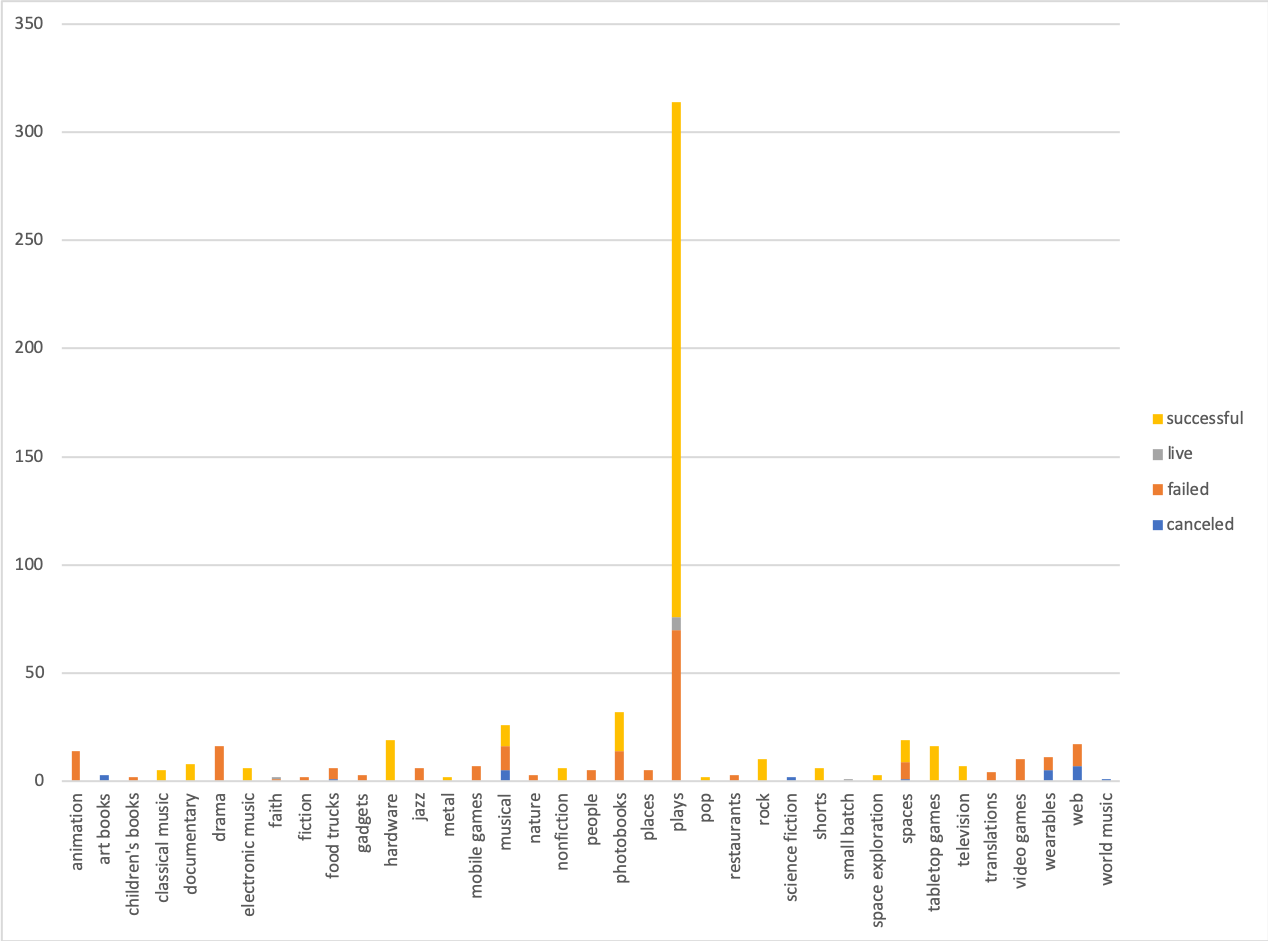 350
300
250
200
150
100
50
0
animation
art books
children's books
classical music
documentary
drama
electronic music
faith
fiction
food trucks
gadgets
hardware
jazz
metal
mobile games
musical
nature
nonfiction
people
photobooks
places
plays
pop
restaurants
rock
science fiction
shorts
small batch
space exploration
spaces
tabletop games
television
translations
video games
wearables
web
world music
successful
live
failed
canceled